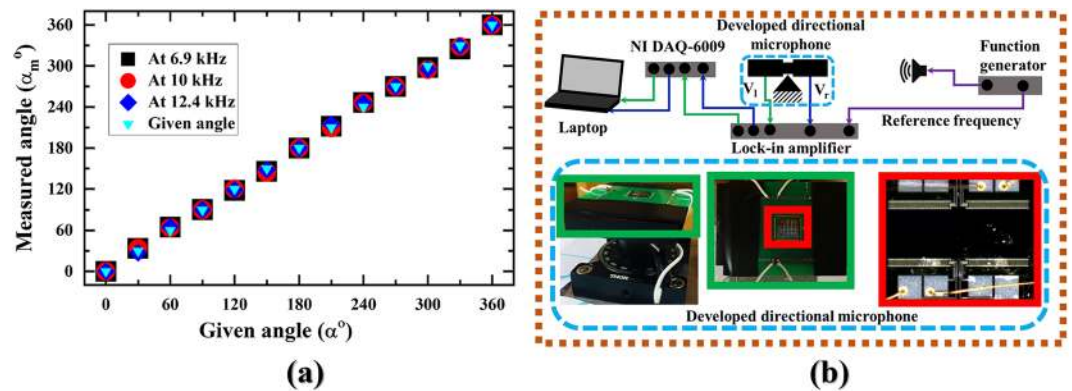 (a)
360
300
240
180
120
60
0
Measured angle (αₘ°)
At 6.9 kHz
At 10 kHz
At 12.4 kHz
Given angle
0 60 120 180 240 300 360
Given angle (α°)
(b)
Developed directional
microphone
NI DAQ-6009
Function
generator
V_l
V_r
Laptop
Reference frequency
Lock-in amplifier
Developed directional microphone
(a)
(b)